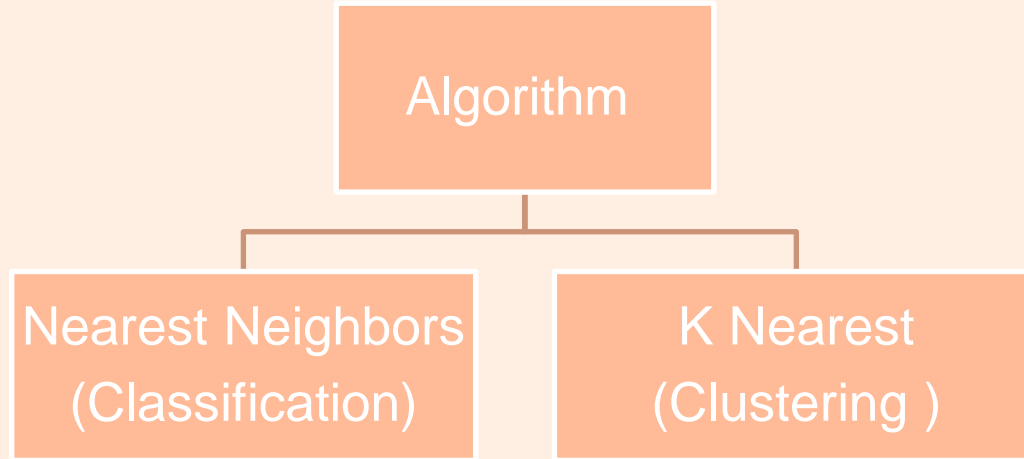 Algorithm
Nearest Neighbors
(Classification)
K Nearest
(Clustering )